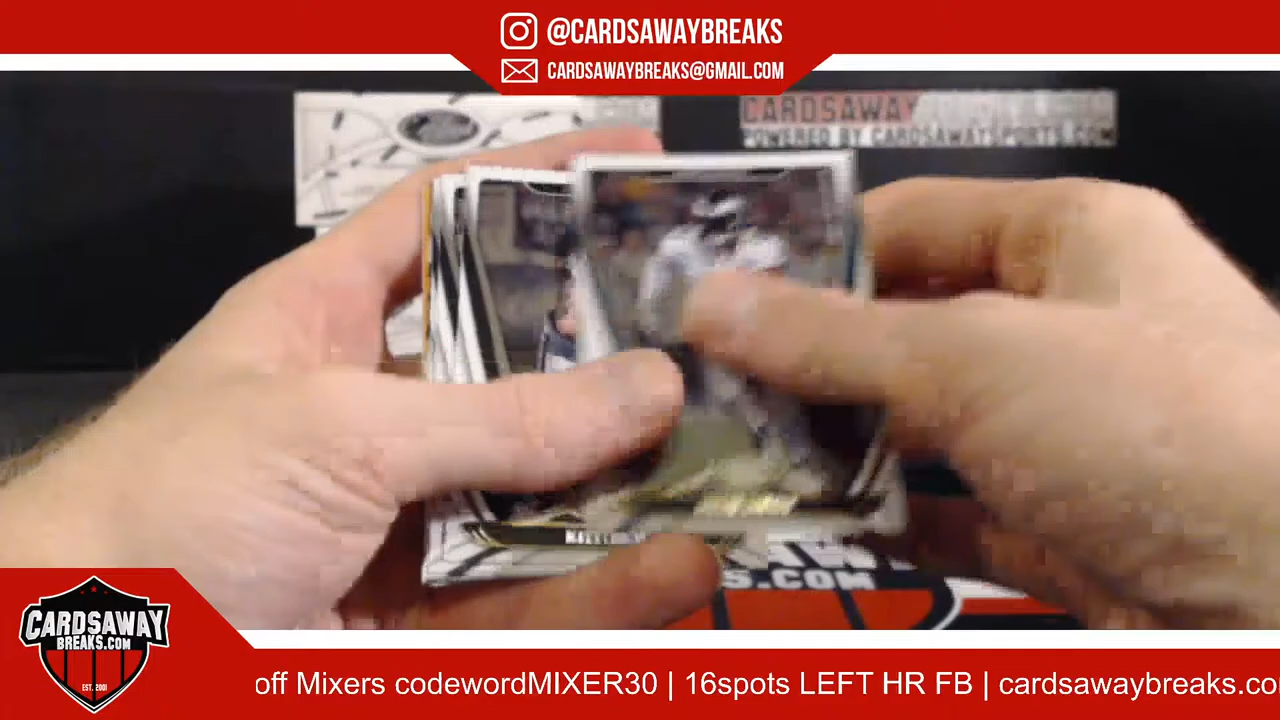 @CARDSAWAYBREAKS
CARDSAWAYBREAKS@GMAIL.COM
CARDSAWAY
POWERED BY CARDSAWAYSPORTS.COM
S.COM
CARDSAWAY
BREAKS.COM
EST. 2001
off Mixers codewordMIXER30 | 16spots LEFT HR FB | cardsawaybreaks.co